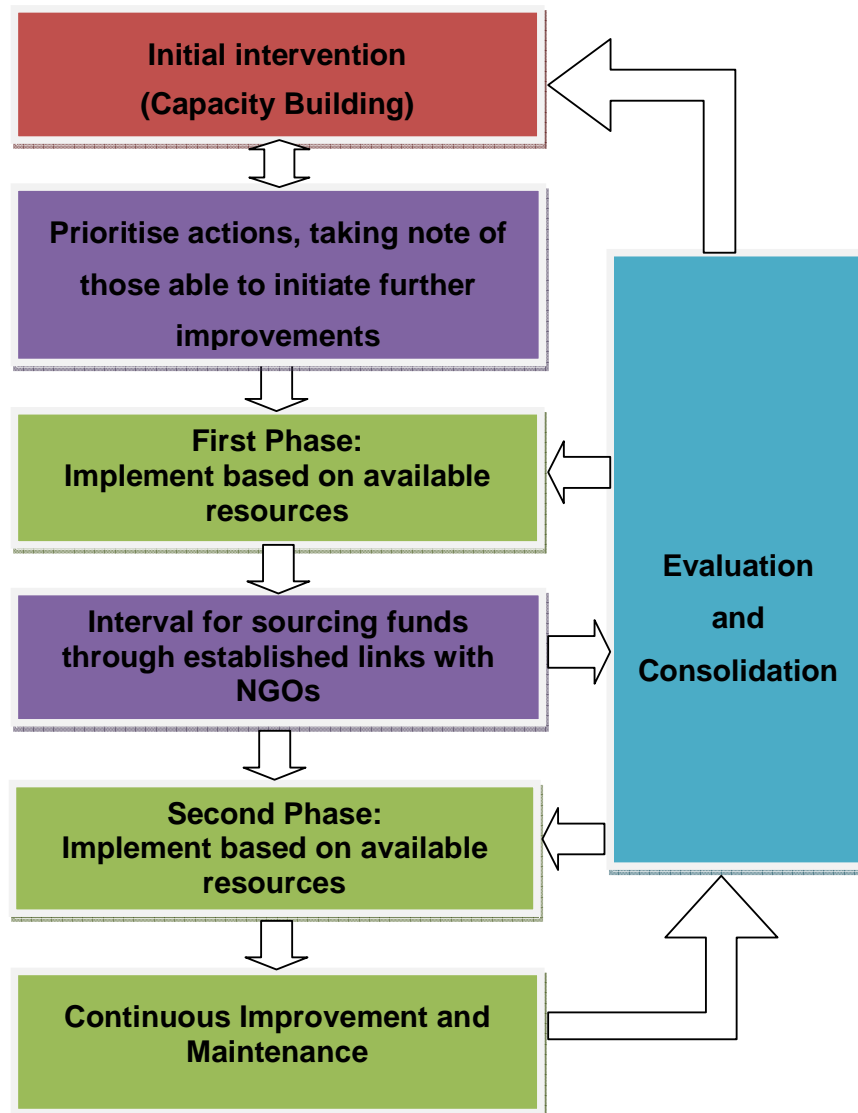 Initial intervention
(Capacity Building)
Prioritise actions, taking note of
those able to initiate further
improvements
First Phase:
Implement based on available
resources
Interval for sourcing funds
through established links with
NGOs
Second Phase:
Implement based on available
resources
Continuous Improvement and
Maintenance
Evaluation
and
Consolidation